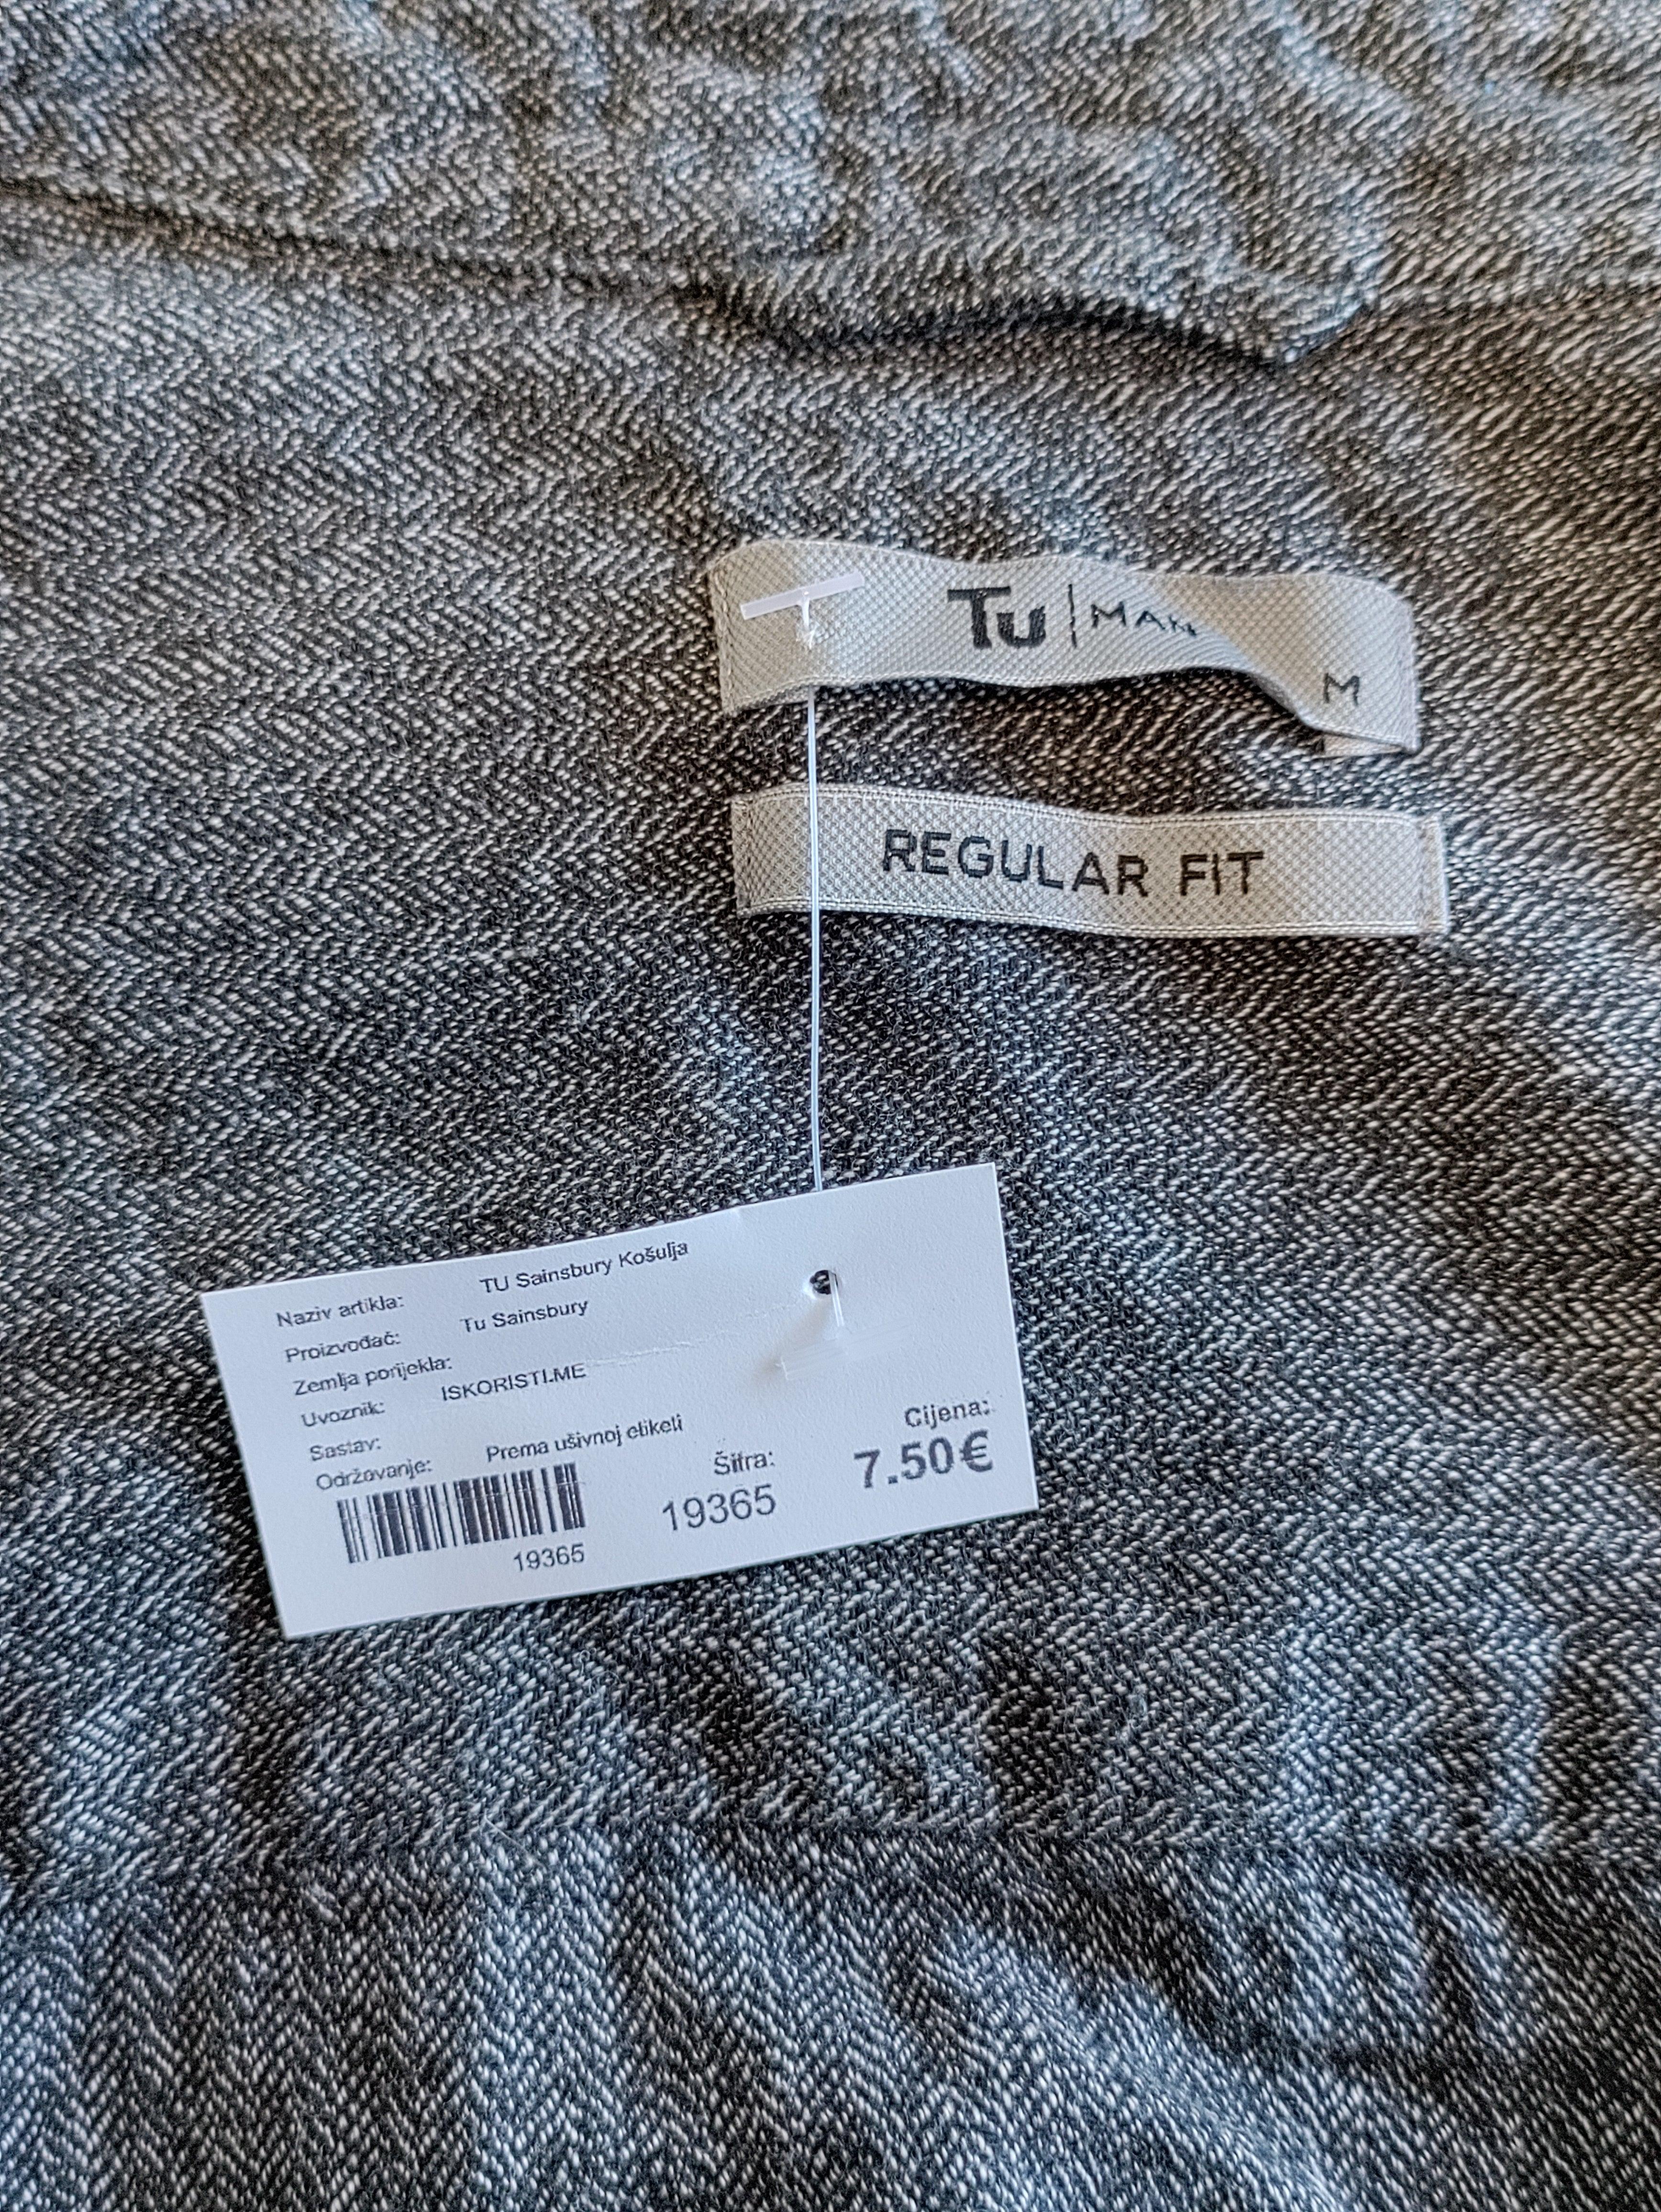 Tu | MAN
M
REGULAR FIT
Naziv artikla: TU Sainsbury Košulja
Proizvođač: Tu Sainsbury
Zemlja porijekla:
Uvoznik: ISKORISTI.ME
Sastav:
Održavanje: Prema ušivnoj etiketi
19365
Šifra:
19365
Cijena:
7.50€